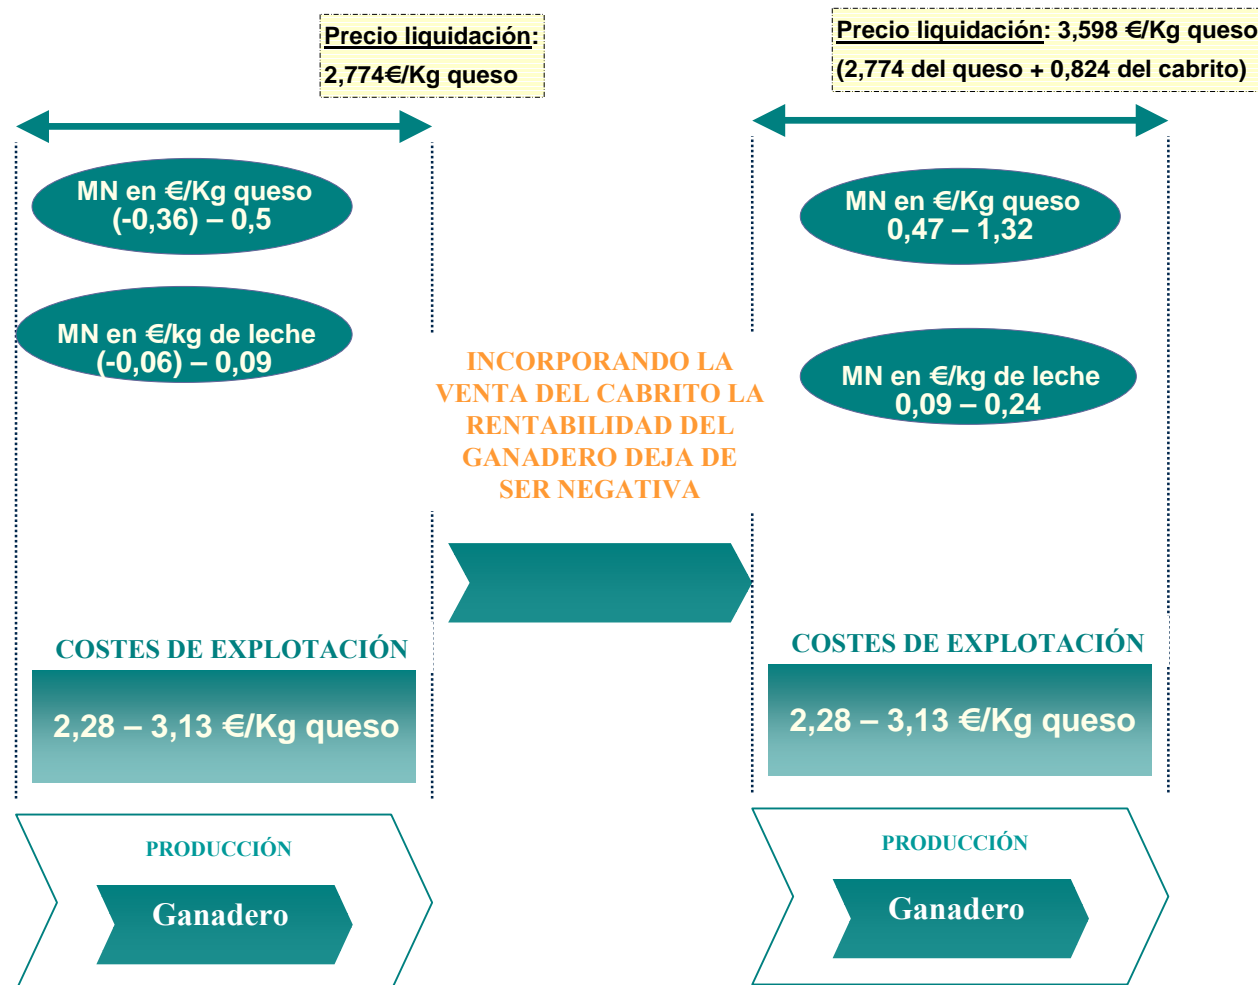 Precio liquidación:
2,774€/Kg queso
MN en €/Kg queso
(-0,36) – 0,5
MN en €/kg de leche
(-0,06) – 0,09
COSTES DE EXPLOTACIÓN
2,28 – 3,13 €/Kg queso
PRODUCCIÓN
Ganadero
INCORPORANDO LA
VENTA DEL CABRITO LA
RENTABILIDAD DEL
GANADERO DEJA DE
SER NEGATIVA
Precio liquidación: 3,598 €/Kg queso
(2,774 del queso + 0,824 del cabrito)
MN en €/Kg queso
0,47 – 1,32
MN en €/kg de leche
0,09 – 0,24
COSTES DE EXPLOTACIÓN
2,28 – 3,13 €/Kg queso
PRODUCCIÓN
Ganadero